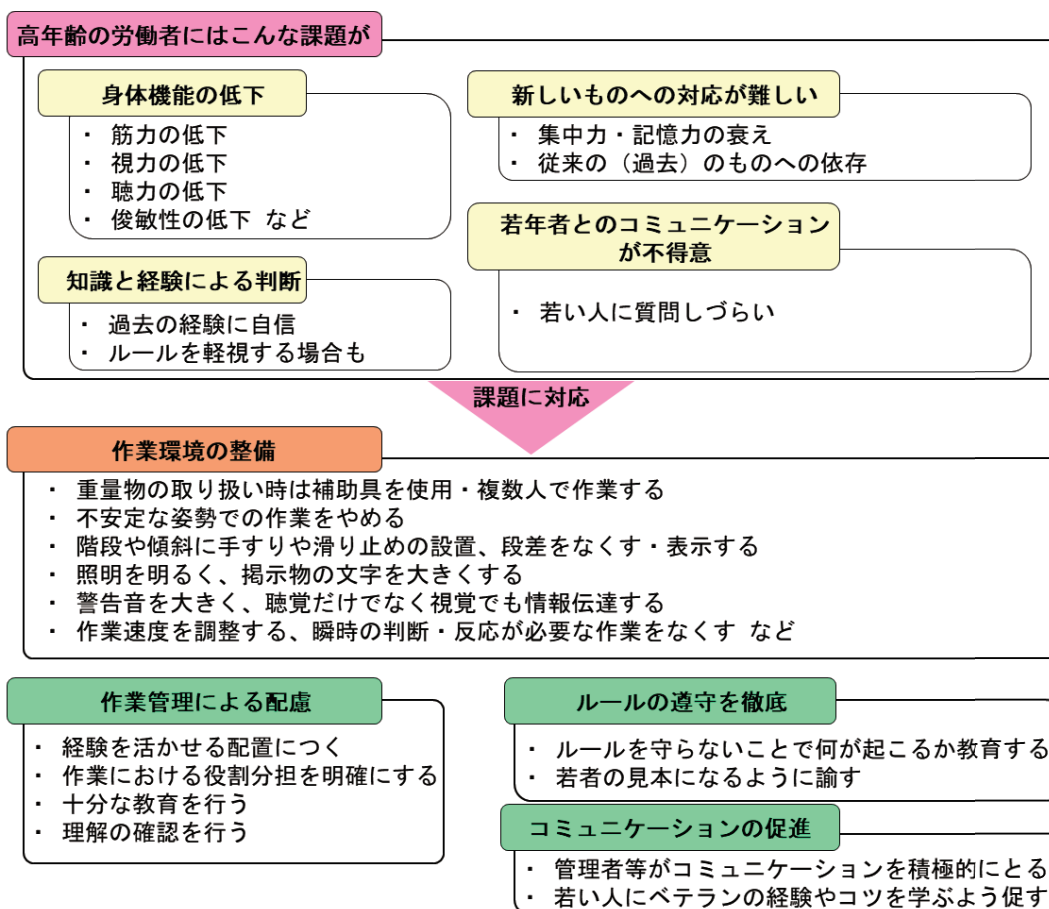 高年齢の労働者にはこんな課題が
身体機能の低下
・ 筋力の低下
・ 視力の低下
・ 聴力の低下
・ 俊敏性の低下 など
知識と経験による判断
・ 過去の経験に自信
・ ルールを軽視する場合も
新しいものへの対応が難しい
・ 集中力・記憶力の衰え
・ 従来の（過去）のものへの依存
若年者とのコミュニケーション
が不得意
・ 若い人に質問しづらい
課題に対応
作業環境の整備
・ 重量物の取り扱い時は補助具を使用・複数人で作業する
・ 不安定な姿勢での作業をやめる
・ 階段や傾斜に手すりや滑り止めの設置、段差をなくす・表示する
・ 照明を明るく、掲示物の文字を大きくする
・ 警告音を大きく、聴覚だけでなく視覚でも情報伝達する
・ 作業速度を調整する、瞬時の判断・反応が必要な作業をなくす など
作業管理による配慮
・ 経験を活かせる配置につく
・ 作業における役割分担を明確にする
・ 十分な教育を行う
・ 理解の確認を行う
ルールの遵守を徹底
・ ルールを守らないことで何が起こるか教育する
・ 若者の見本になるように諭す
コミュニケーションの促進
・ 管理者等がコミュニケーションを積極的にとる
・ 若い人にベテランの経験やコツを学ぶよう促す